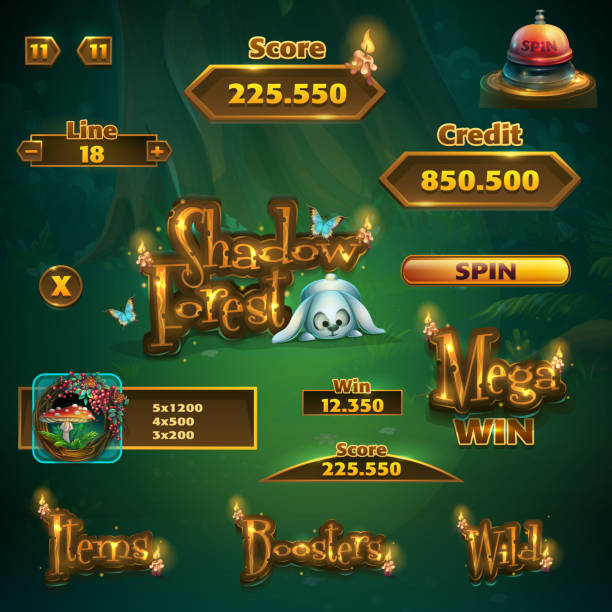 11 11
Score
225.550
SPIN
Line
− 18 +
Credit
850.500
Shadow
Forest
X
SPIN
Mega
WIN
5x1200
4x500
3x200
Win
12.350
Score
225.550
Items
Boosters
Wild